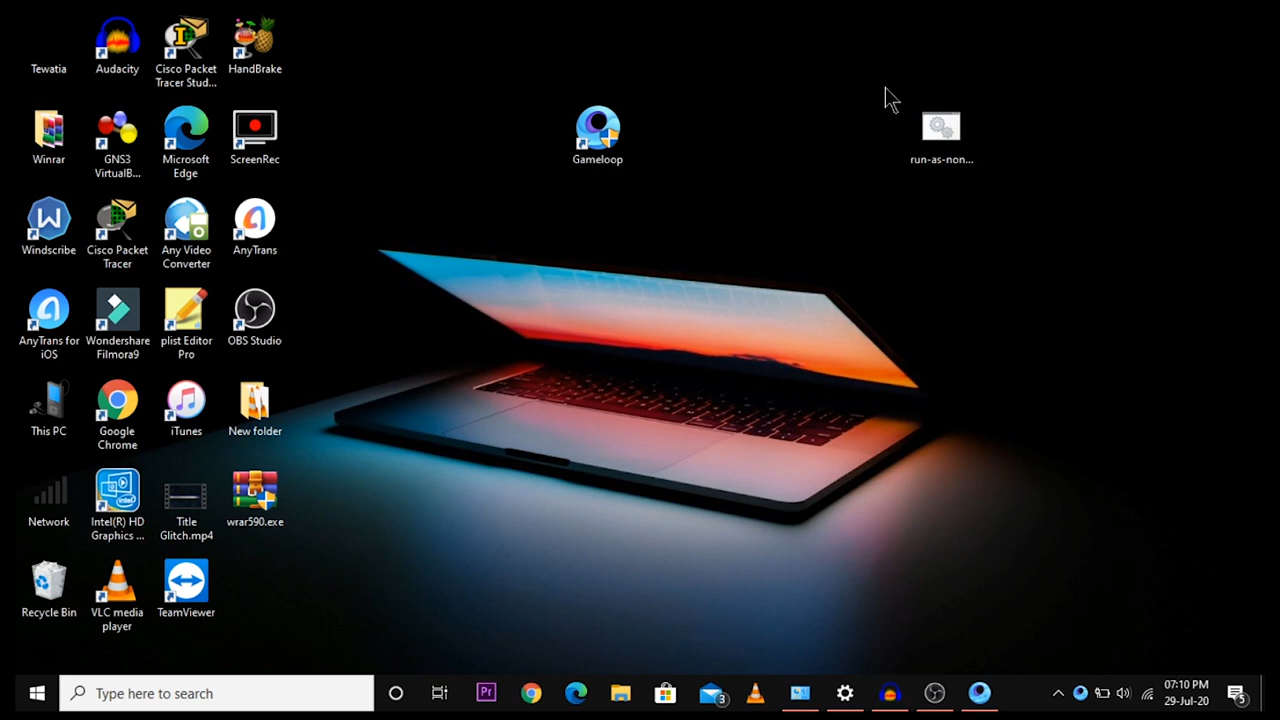 Tewatia
Audacity
Cisco Packet
Tracer Stud...
HandBrake
Winrar
GNS3
VirtualB...
Microsoft
Edge
ScreenRec
Gameloop
run-as-non...
Windscribe
Cisco Packet
Tracer
Any Video
Converter
AnyTrans
AnyTrans for
iOS
Wondershare
Filmora9
plist Editor
Pro
OBS Studio
This PC
Google
Chrome
iTunes
New folder
Network
Intel(R) HD
Graphics ...
Title
Glitch.mp4
wrar590.exe
Recycle Bin
VLC media
player
TeamViewer
Type here to search
Pr
3
07:10 PM
29-Jul-20
5